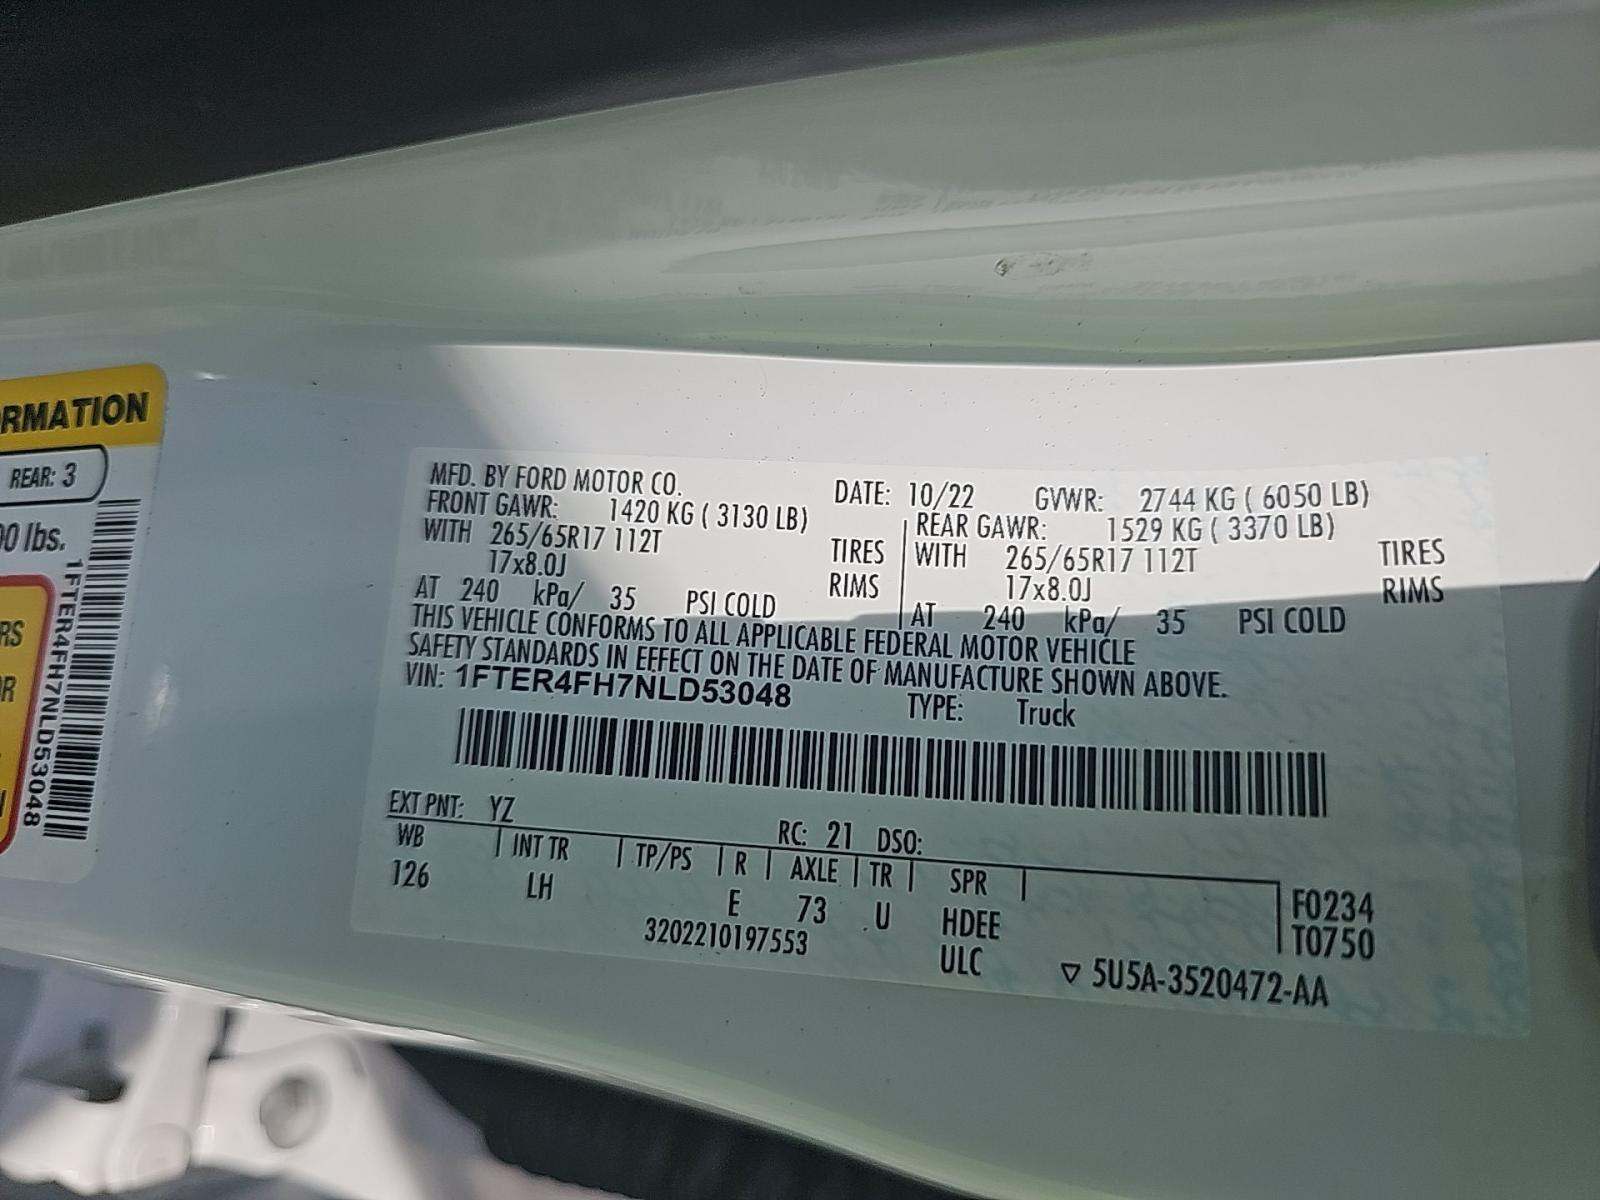 RMATION
REAR: 3
00 lbs.
RS
OR
1FTER4FH7NLD53048
MFD. BY FORD MOTOR CO.
DATE: 10/22 GVWR: 2744 KG ( 6050 LB)
FRONT GAWR: 1420 KG ( 3130 LB) REAR GAWR: 1529 KG ( 3370 LB)
WITH 265/65R17 112T TIRES WITH 265/65R17 112T TIRES
17x8.0J RIMS 17x8.0J RIMS
AT 240 kPa/ 35 PSI COLD AT 240 kPa/ 35 PSI COLD
THIS VEHICLE CONFORMS TO ALL APPLICABLE FEDERAL MOTOR VEHICLE
SAFETY STANDARDS IN EFFECT ON THE DATE OF MANUFACTURE SHOWN ABOVE.
VIN: 1FTER4FH7NLD53048 TYPE: Truck
EXT PNT: YZ RC: 21 DSO:
WB INT TR TP/PS R AXLE TR SPR
126 LH E 73 U HDEE F0234
3202210197553 ULC T0750
5U5A-3520472-AA